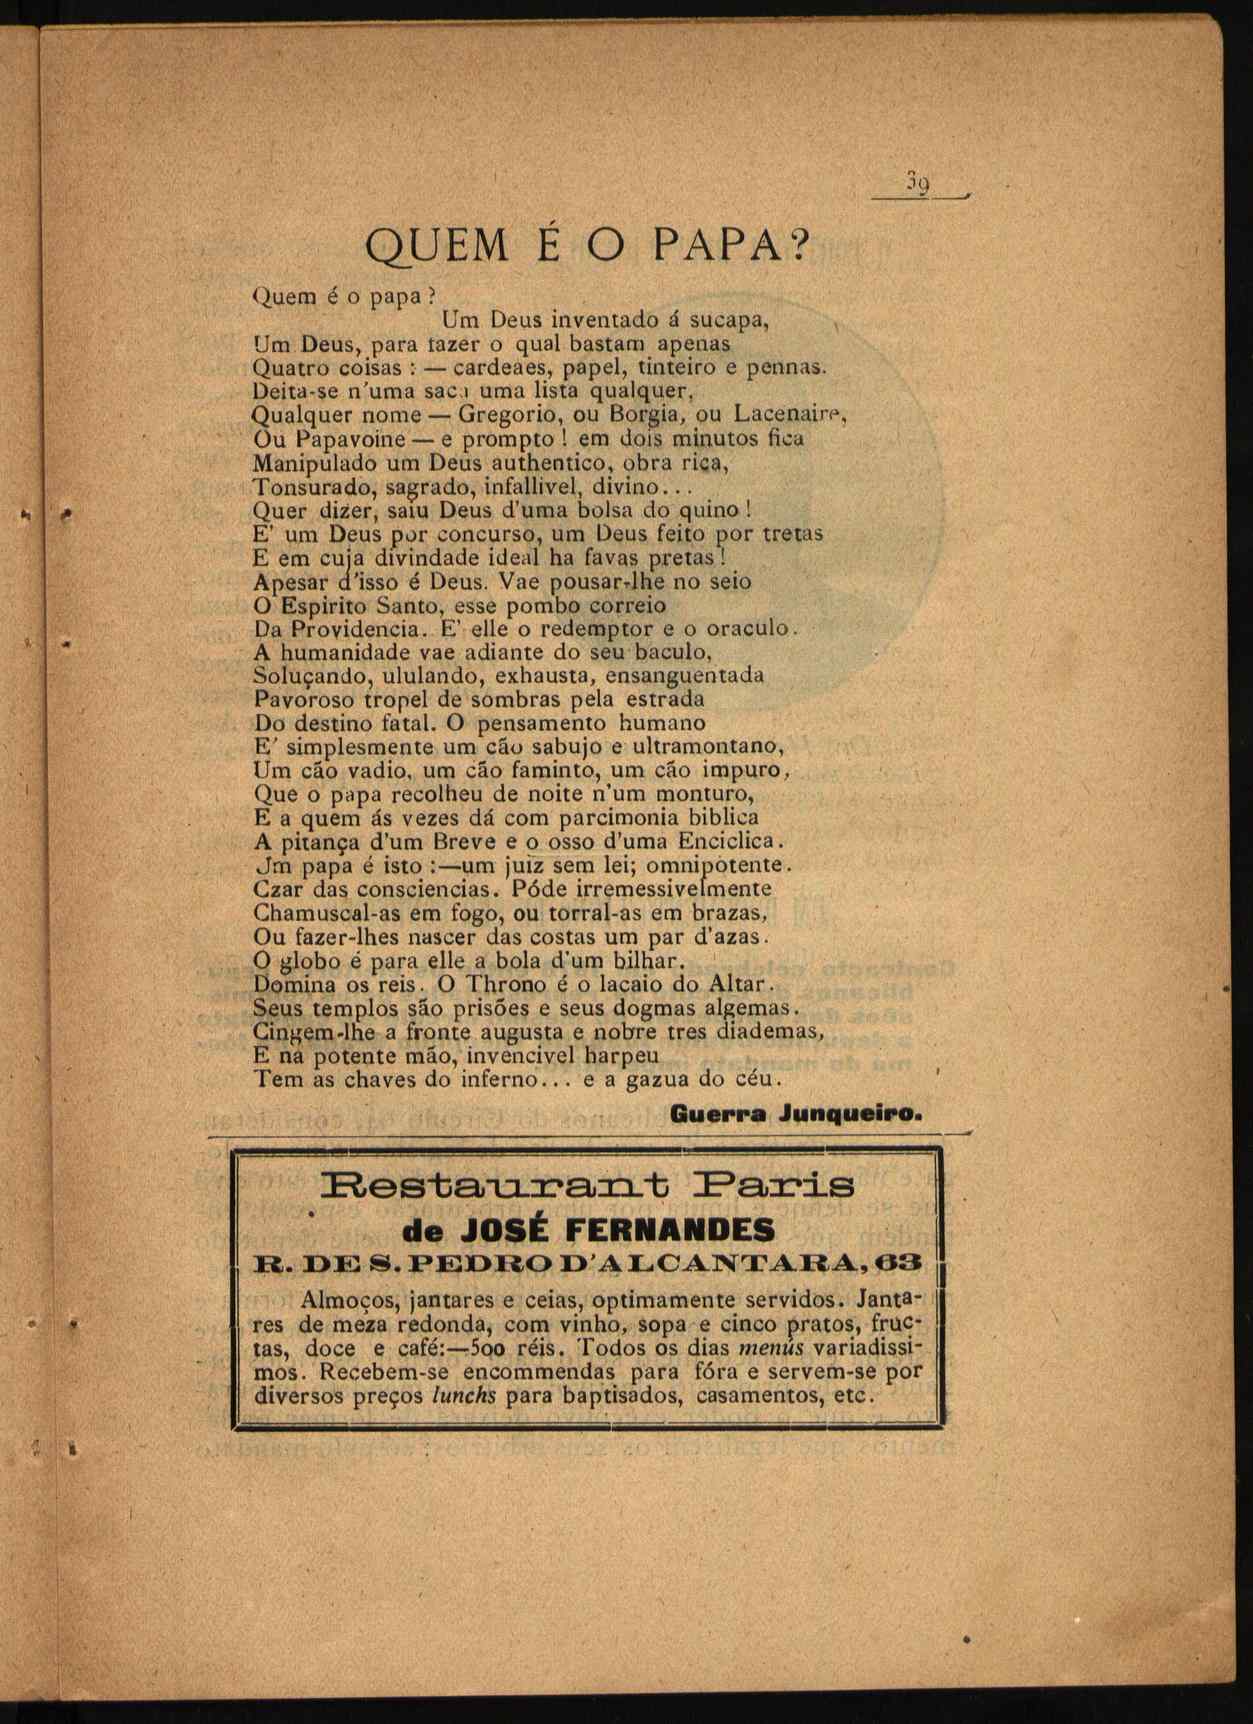 39
QUEM É O PAPA?
Quem é o papa?
Um Deus inventado á sucapa,
Um Deus, para fazer o qual bastam apenas
Quatro coisas : — cardeaes, papel, tinteiro e pennas.
Deita-se n'uma saca uma lista qualquer,
Qualquer nome — Gregorio, ou Borgia, ou Lacenaire,
Ou Papavoine — e prompto ! em dois minutos fica
Manipulado um Deus authentico, obra rica,
Tonsurado, sagrado, infallivel, divino...
Quer dizer, saiu Deus d'uma bolsa do quino !
E' um Deus por concurso, um Deus feito por tretas
E em cuja divindade ideal ha favas pretas !
Apesar d'isso é Deus. Vae pousar-lhe no seio
O Espirito Santo, esse pombo correio
Da Providencia. E' elle o redemptor e o oraculo.
A humanidade vae adiante do seu baculo,
Soluçando, ululando, exhausta, ensanguentada
Pavoroso tropel de sombras pela estrada
Do destino fatal. O pensamento humano
E' simplesmente um cão sabujo e ultramontano,
Um cão vadio, um cão faminto, um cão impuro,
Que o papa recolheu de noite n'um monturo,
E a quem ás vezes dá com parcimonia biblica
A pitança d'um Breve e o osso d'uma Enciclica.
Um papa é isto :—um juiz sem lei; omnipotente.
Czar das consciencias. Póde irremessivelmente
Chamuscal-as em fogo, ou torral-as em brazas,
Ou fazer-lhes nascer das costas um par d'azas.
O globo é para elle a bola d'um bilhar.
Domina os reis. O Throno é o lacaio do Altar.
Seus templos são prisões e seus dogmas algemas.
Cingem-lhe a fronte augusta e nobre tres diademas,
E na potente mão, invencivel harpeu
Tem as chaves do inferno... e a gazua do céu.
Guerra Junqueiro.
Restaurant Paris
de JOSÉ FERNANDES
R. DE S. PEDRO D'ALCANTARA, 63
Almoços, jantares e ceias, optimamente servidos. Janta-
res de meza redonda, com vinho, sopa e cinco pratos, fruc-
tas, doce e café:—500 réis. Todos os dias menús variadissi-
mos. Recebem-se encommendas para fóra e servem-se por
diversos preços lunchs para baptisados, casamentos, etc.